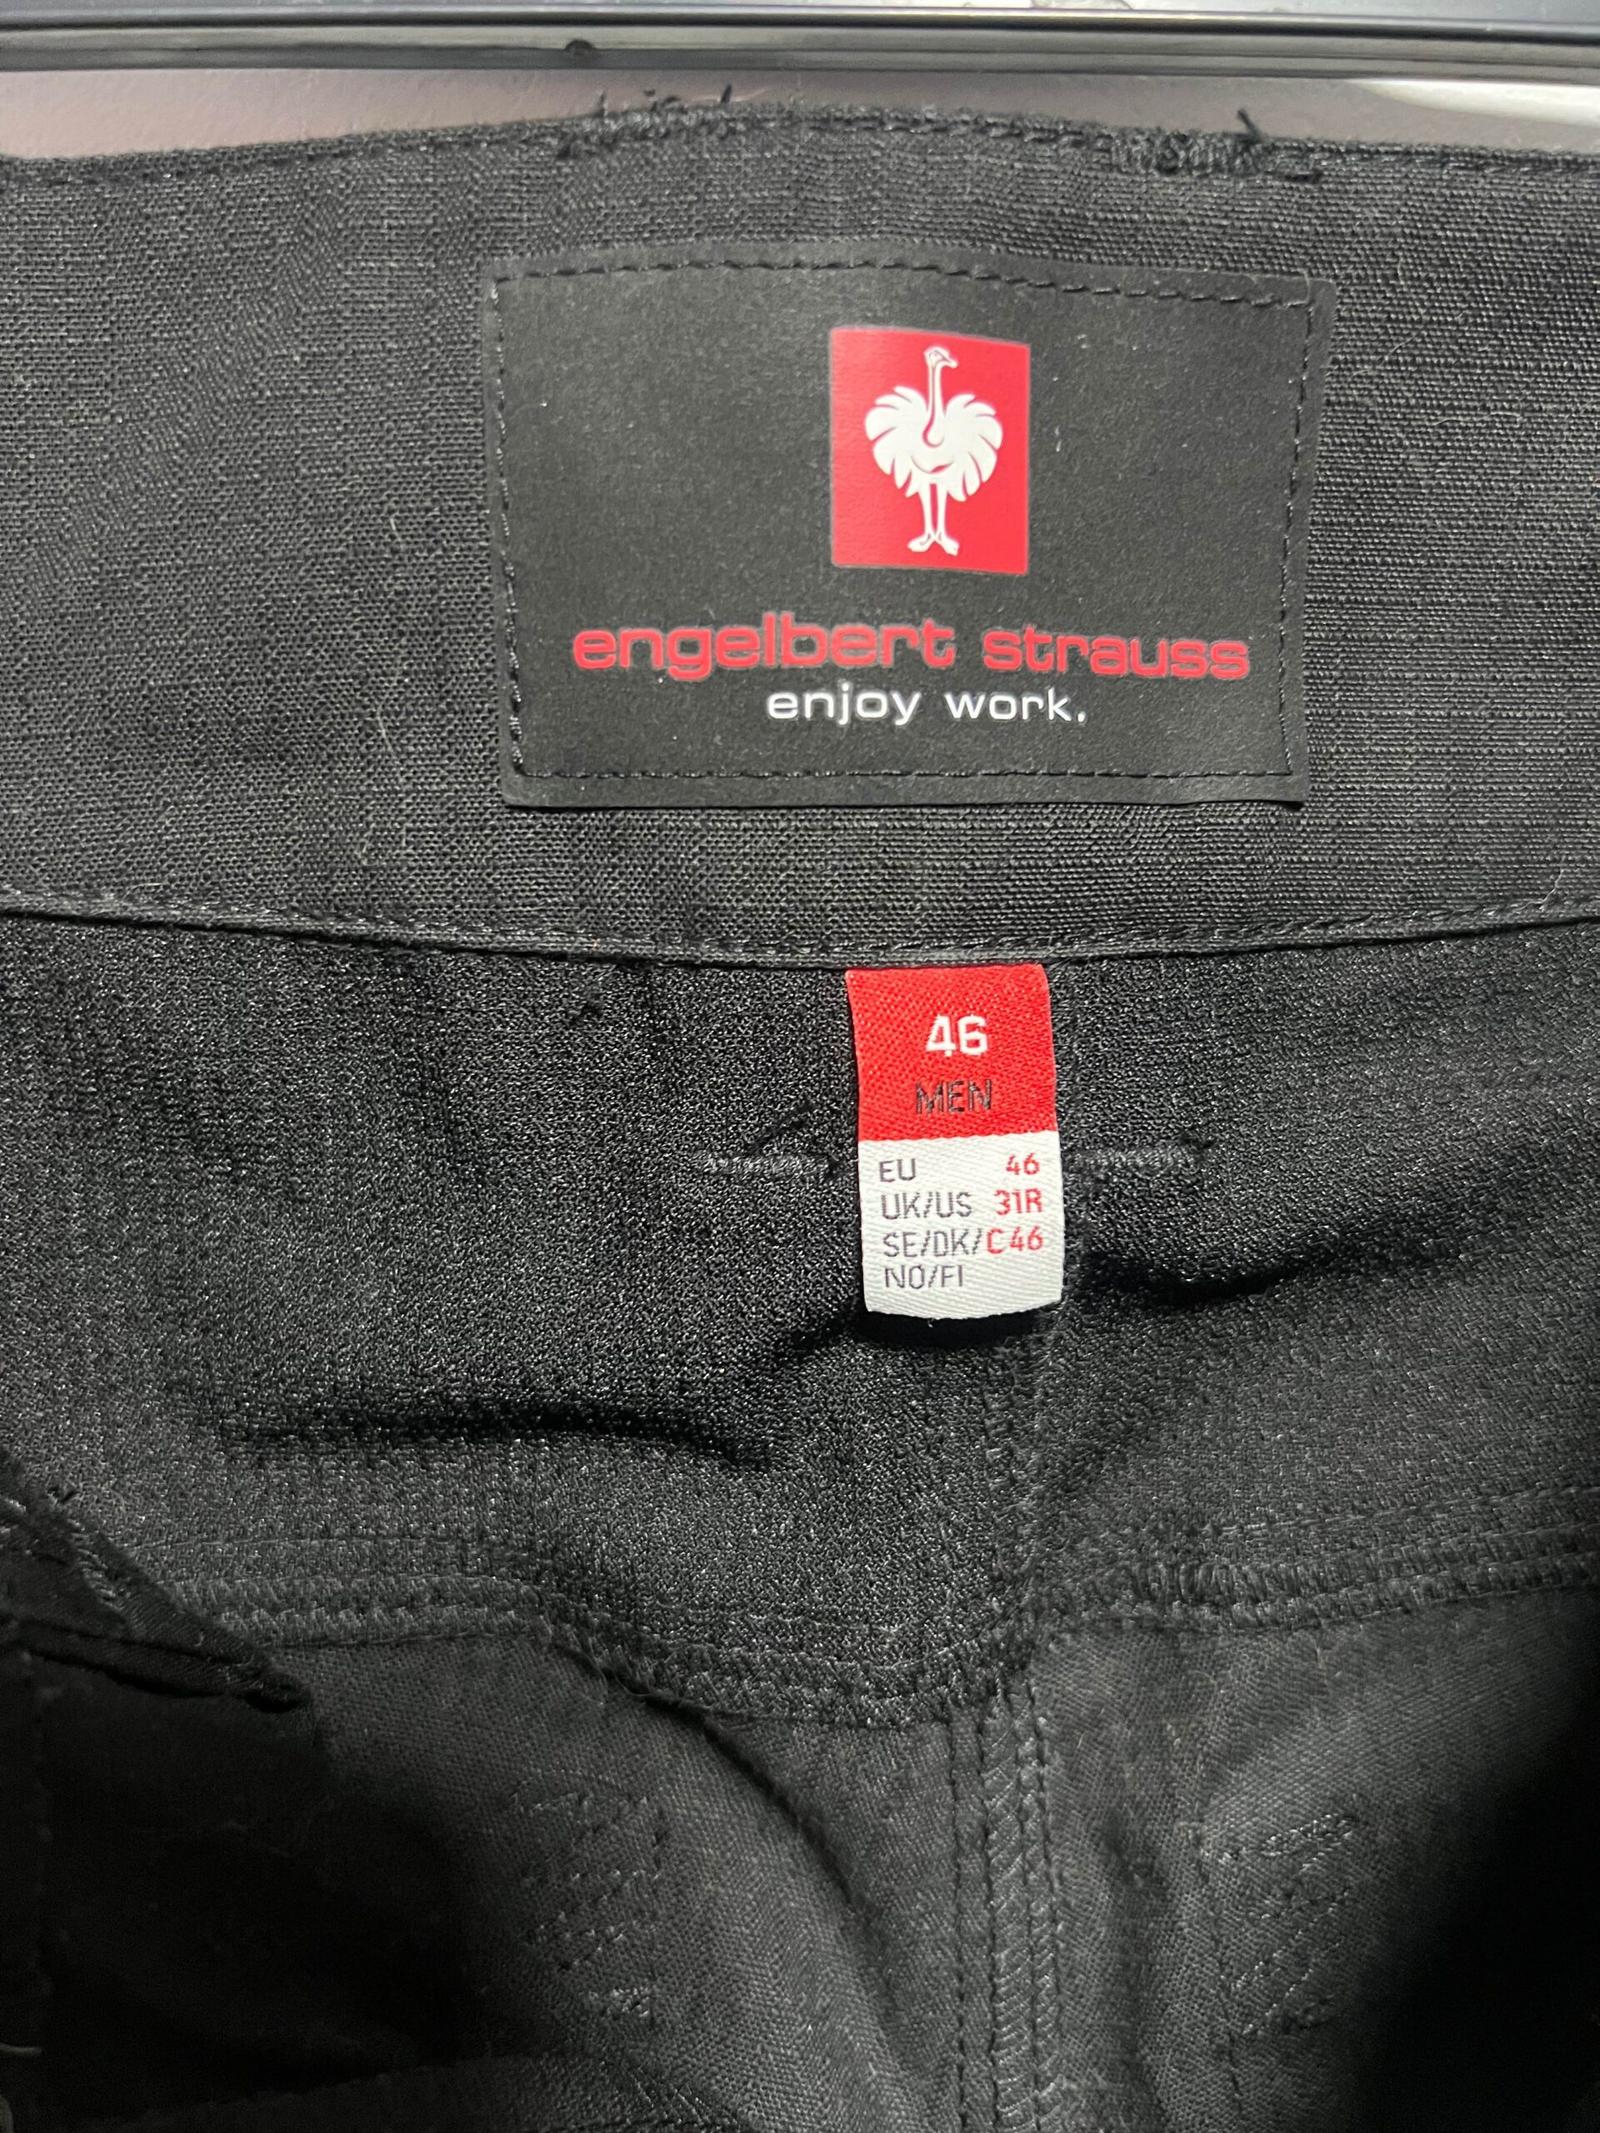 engelbert strauss
enjoy work.
46
MEN
EU 46
UK/US 31R
SE/DK/ C46
NO/FI